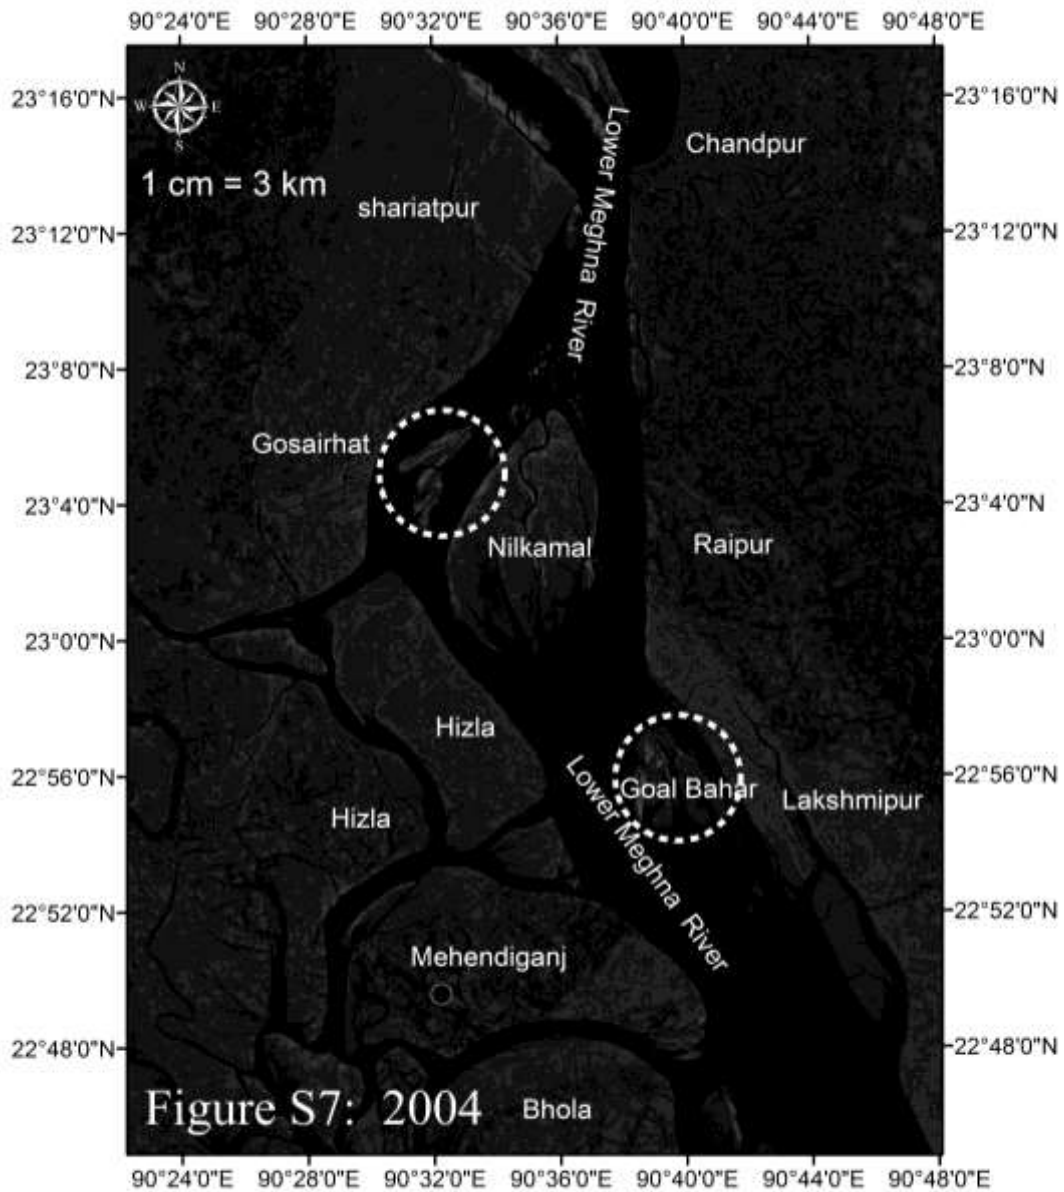 90°24'0"E 90°28'0"E 90°32'0"E 90°36'0"E 90°40'0"E 90°44'0"E 90°48'0"E
N
W E
S
23°16'0"N 23°16'0"N
Chandpur
1 cm = 3 km
shariatpur
Lower Meghna River
23°12'0"N 23°12'0"N
23°8'0"N 23°8'0"N
Gosairhat
23°4'0"N 23°4'0"N
Nilkamal Raipur
23°0'0"N 23°0'0"N
Hizla
22°56'0"N 22°56'0"N
Goal Bahar Lakshmipur
Hizla
Lower Meghna River
22°52'0"N 22°52'0"N
Mehendiganj
22°48'0"N 22°48'0"N
Figure S7: 2004 Bhola
90°24'0"E 90°28'0"E 90°32'0"E 90°36'0"E 90°40'0"E 90°44'0"E 90°48'0"E